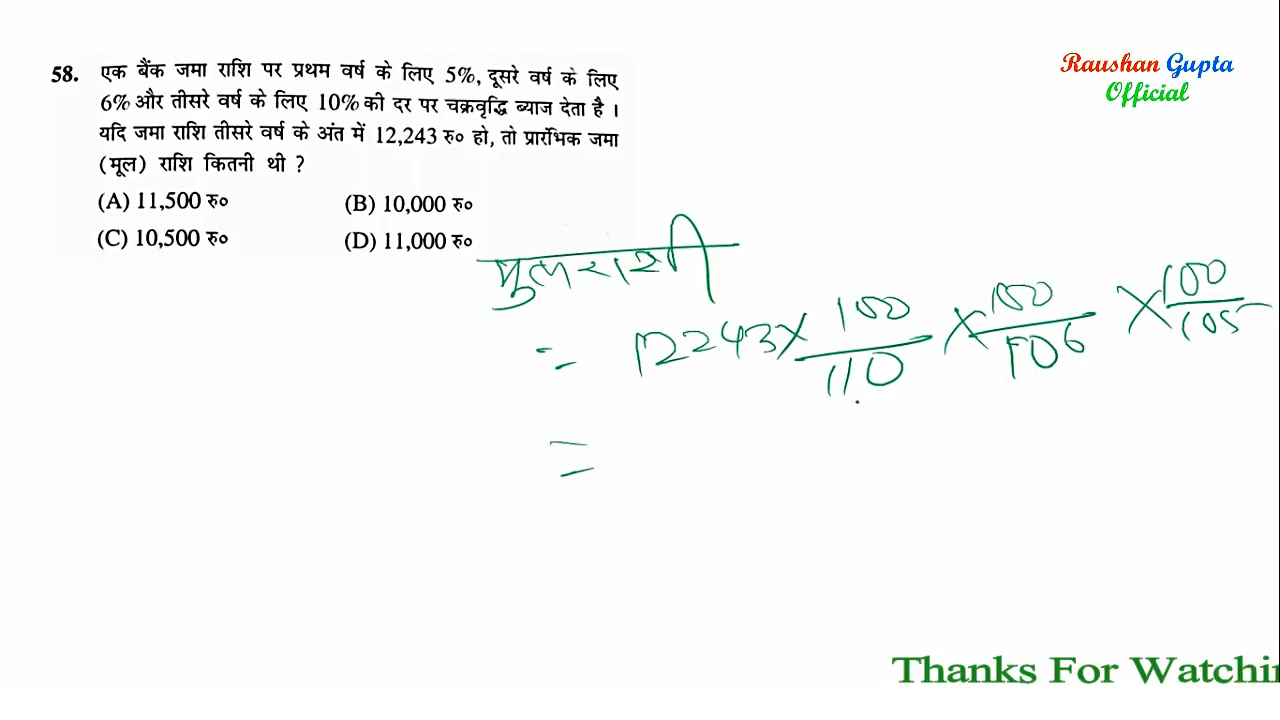 58. एक बैंक जमा राशि पर प्रथम वर्ष के लिए 5%, दूसरे वर्ष के लिए
6% और तीसरे वर्ष के लिए 10% की दर पर चक्रवृद्धि ब्याज देता है ।
यदि जमा राशि तीसरे वर्ष के अंत में 12,243 रु० हो, तो प्रारंभिक जमा
(मूल) राशि कितनी थी ?
(A) 11,500 रु० (B) 10,000 रु०
(C) 10,500 रु० (D) 11,000 रु०
Raushan Gupta
Official
मुलराशी
= 12243 × 100/110 × 100/106 × 100/105
=
Thanks For Watchin